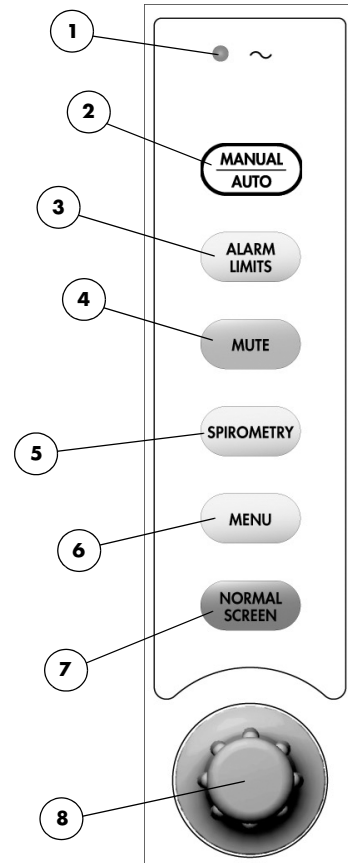 1
~
2
MANUAL
AUTO
3
ALARM
LIMITS
4
MUTE
5
SPIROMETRY
6
MENU
7
NORMAL
SCREEN
8